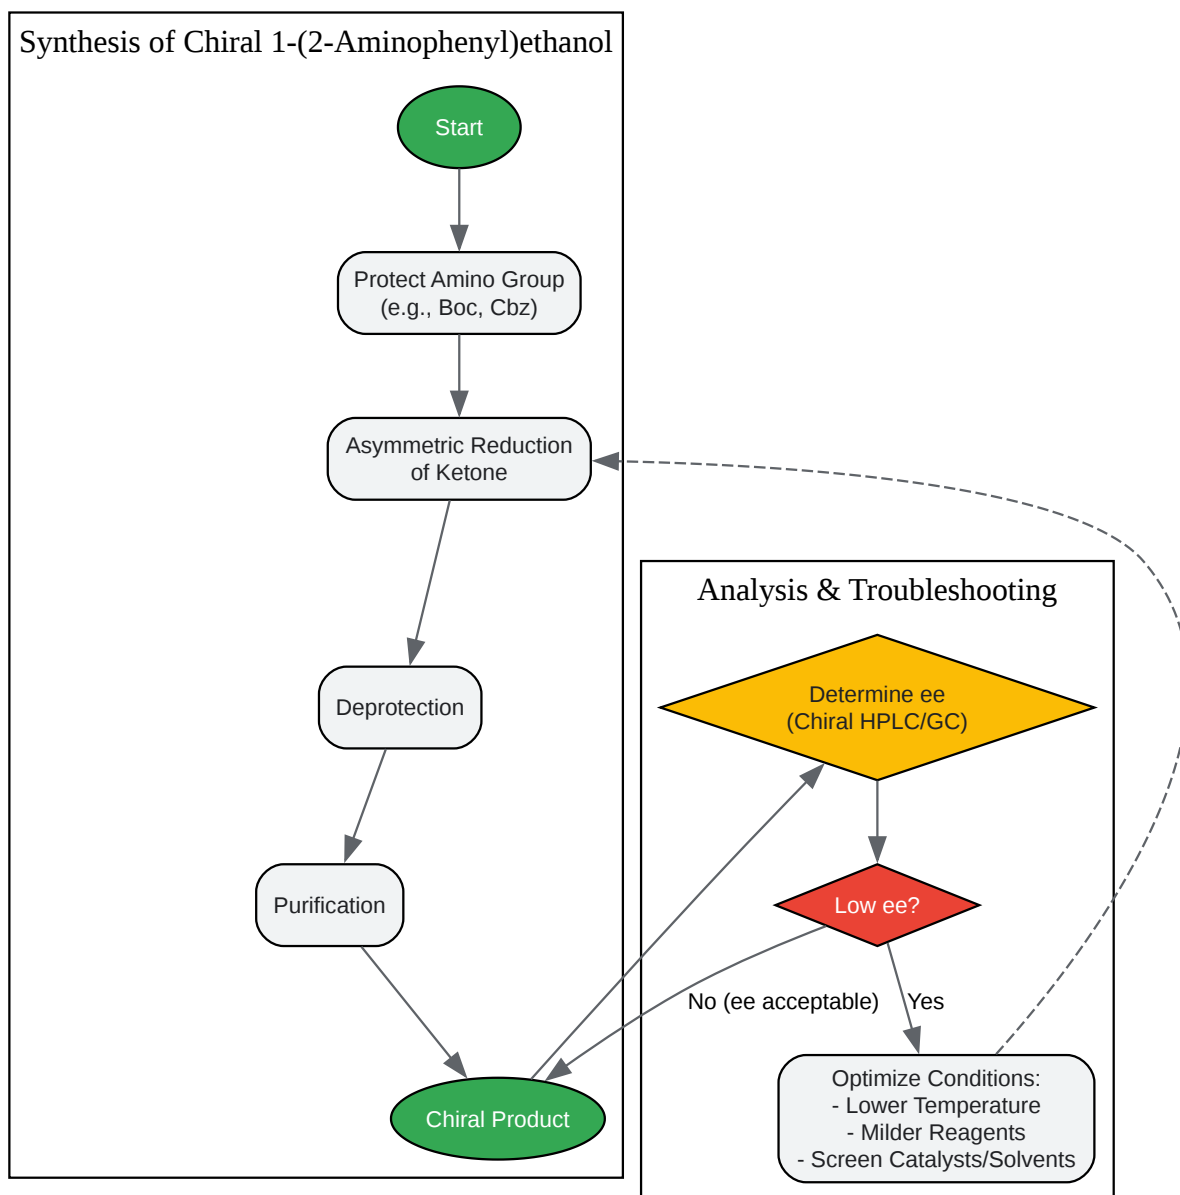 Synthesis of Chiral 1-(2-Aminophenyl)ethanol
Start
Protect Amino Group
(e.g., Boc, Cbz)
Asymmetric Reduction
of Ketone
Deprotection
Purification
Chiral Product
Analysis & Troubleshooting
Determine ee
(Chiral HPLC/GC)
Low ee?
No (ee acceptable)
Yes
Optimize Conditions:
- Lower Temperature
- Milder Reagents
- Screen Catalysts/Solvents